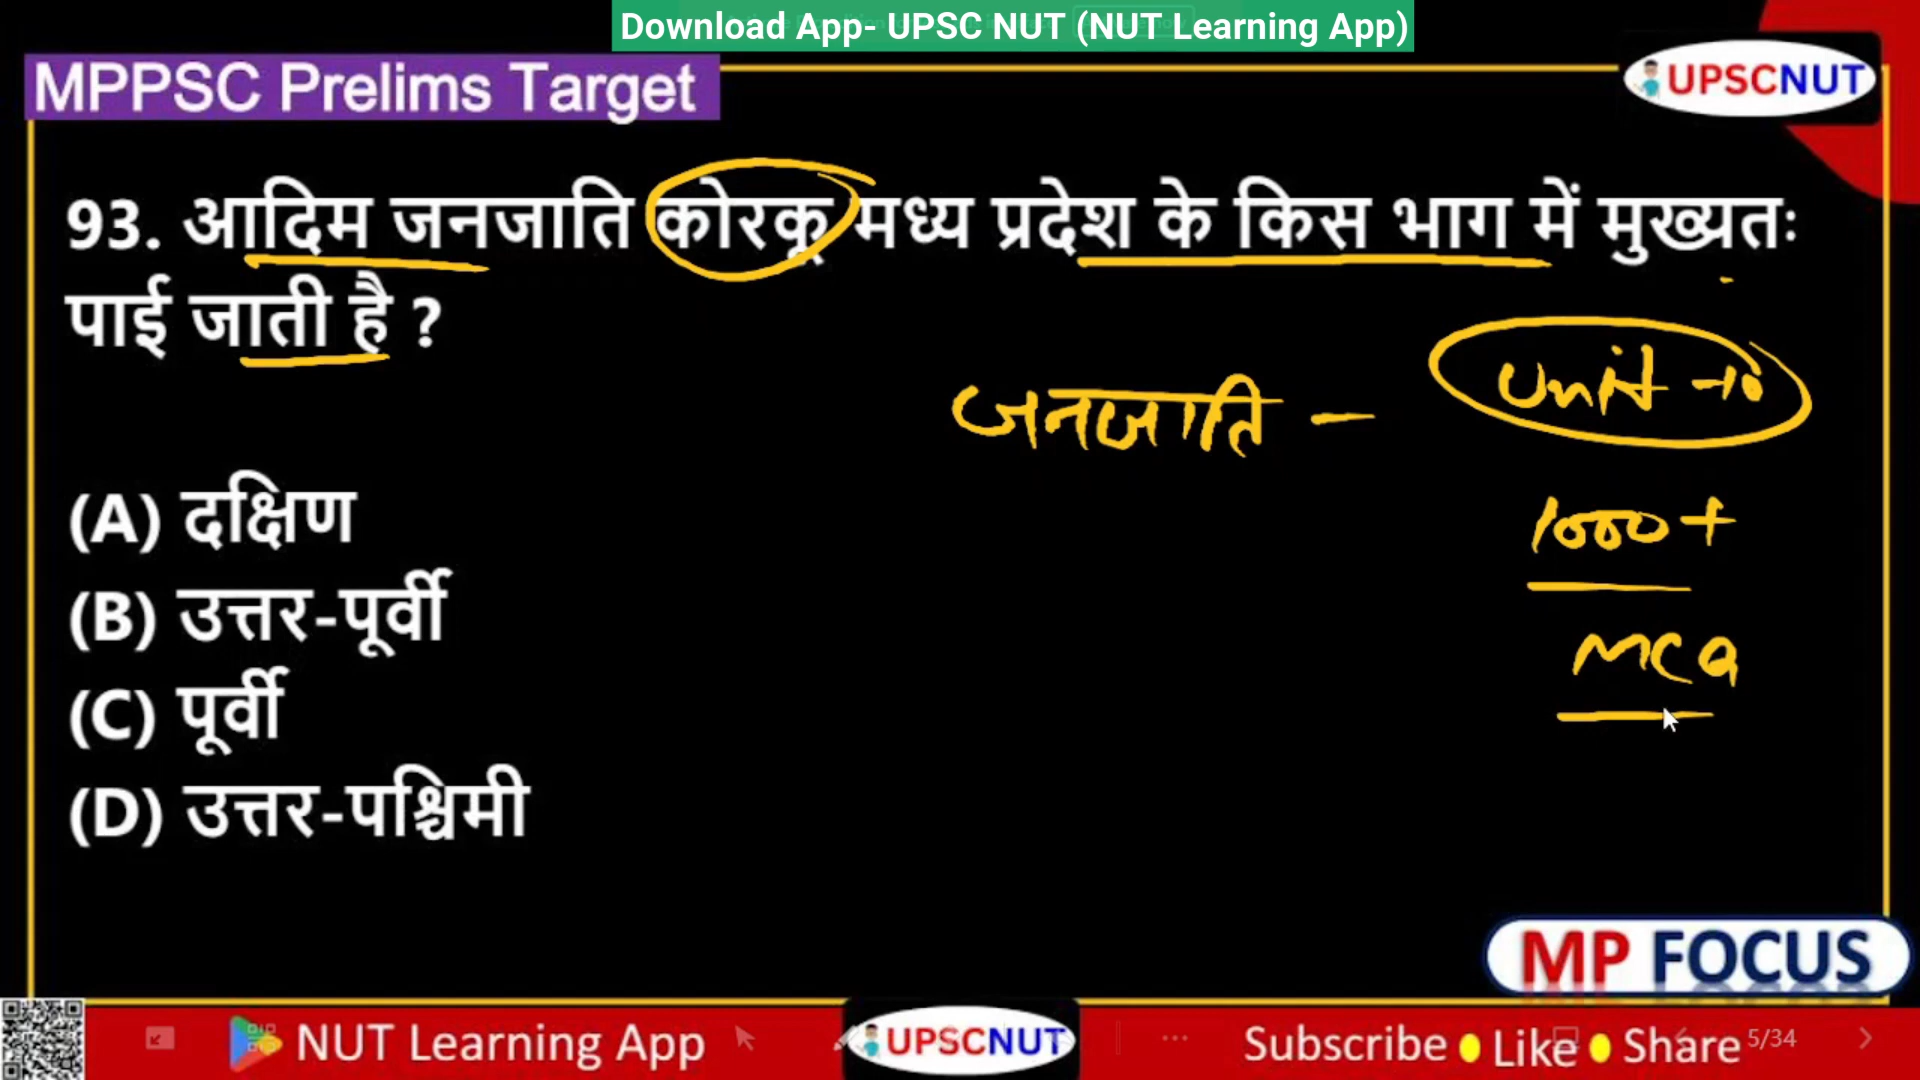 Download App- UPSC NUT (NUT Learning App)
MPPSC Prelims Target
UPSCNUT
93. आदिम जनजाति कोरकू मध्य प्रदेश के किस भाग में मुख्यतः
पाई जाती है ?
जनजाति - Unit -10
1000+
MCQ
(A) दक्षिण
(B) उत्तर-पूर्वी
(C) पूर्वी
(D) उत्तर-पश्चिमी
MP FOCUS
NUT Learning App
UPSCNUT
Subscribe Like Share
5/34